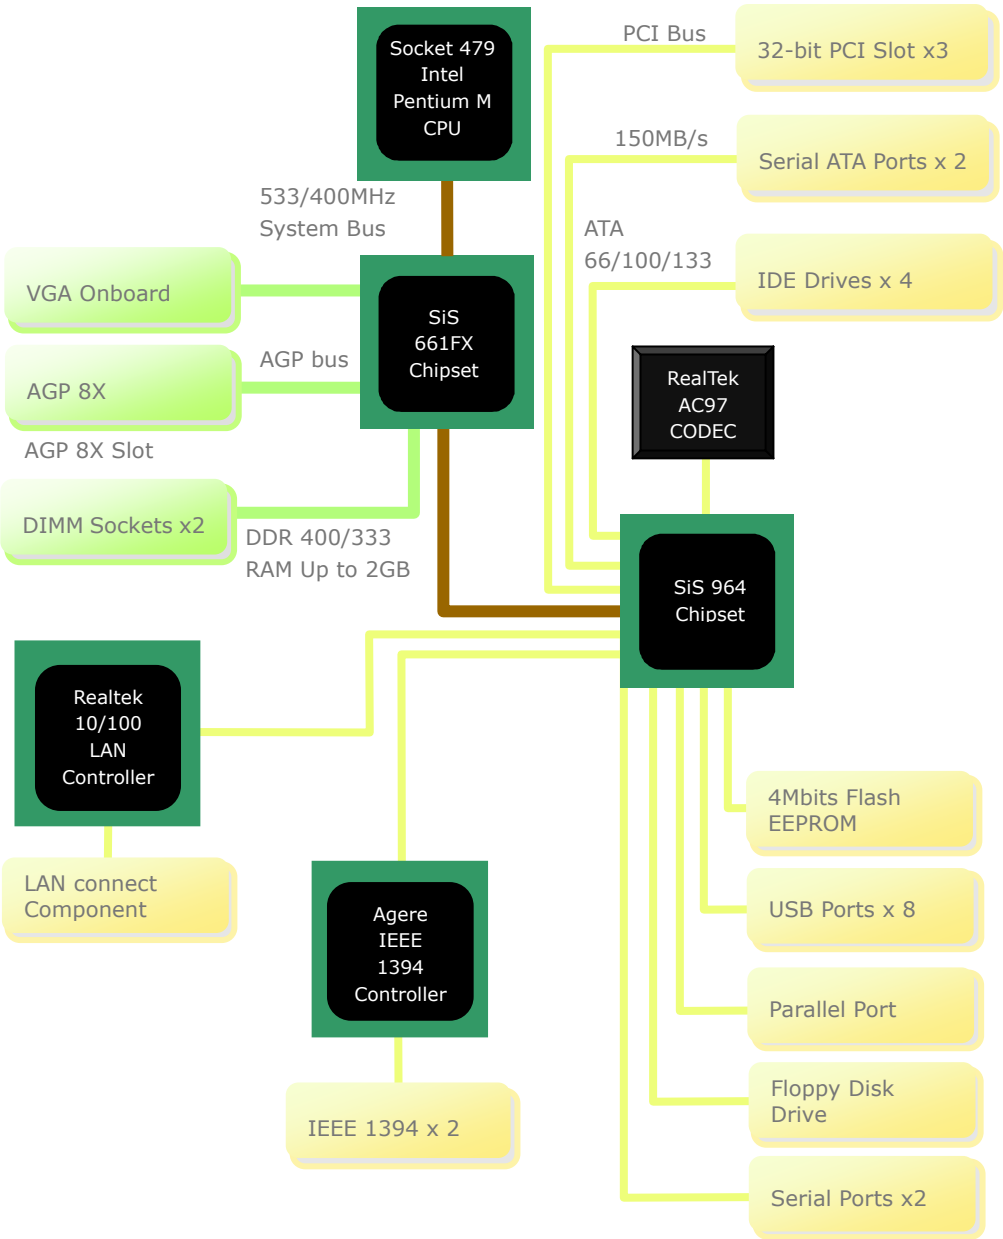 Socket 479
Intel
Pentium M
CPU
PCI Bus
32-bit PCI Slot x3
150MB/s
Serial ATA Ports x 2
533/400MHz
System Bus
ATA
66/100/133
IDE Drives x 4
VGA Onboard
SiS
661FX
Chipset
AGP bus
AGP 8X
AGP 8X Slot
RealTek
AC97
CODEC
DIMM Sockets x2
DDR 400/333
RAM Up to 2GB
SiS 964
Chipset
Realtek
10/100
LAN
Controller
LAN connect
Component
Agere
IEEE
1394
Controller
IEEE 1394 x 2
4Mbits Flash
EEPROM
USB Ports x 8
Parallel Port
Floppy Disk
Drive
Serial Ports x2